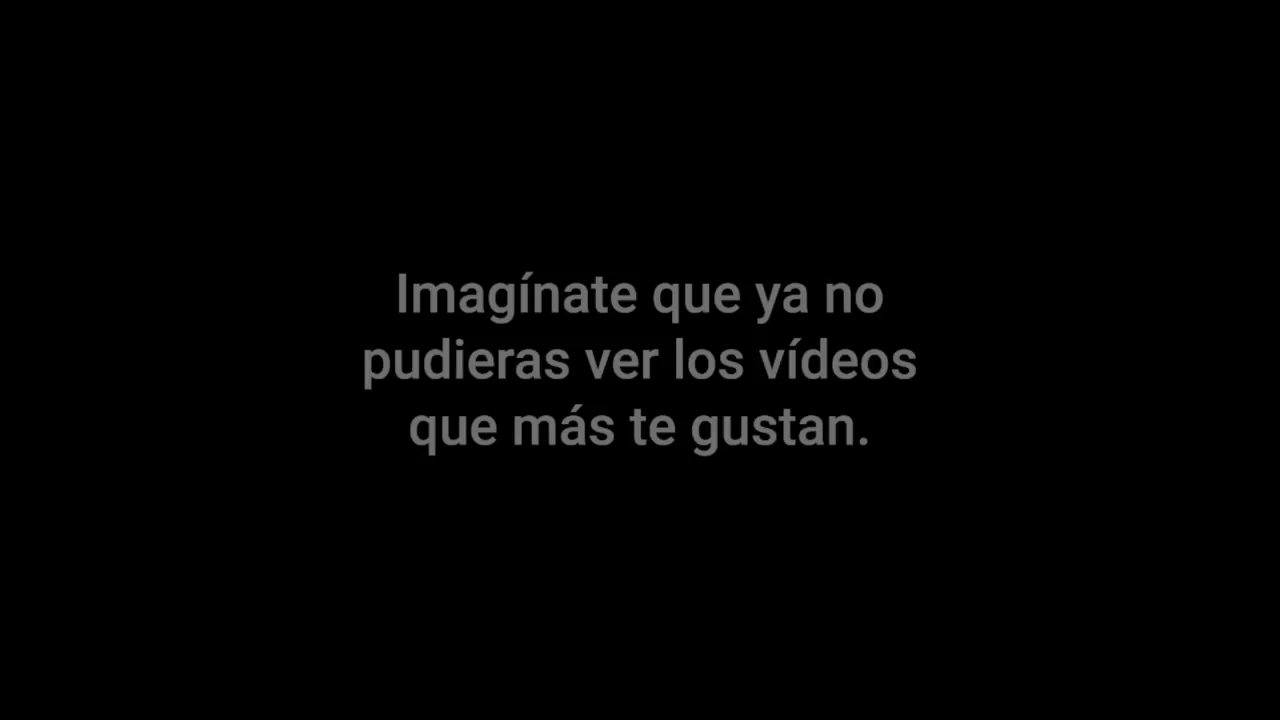 Imagínate que ya no
pudieras ver los vídeos
que más te gustan.